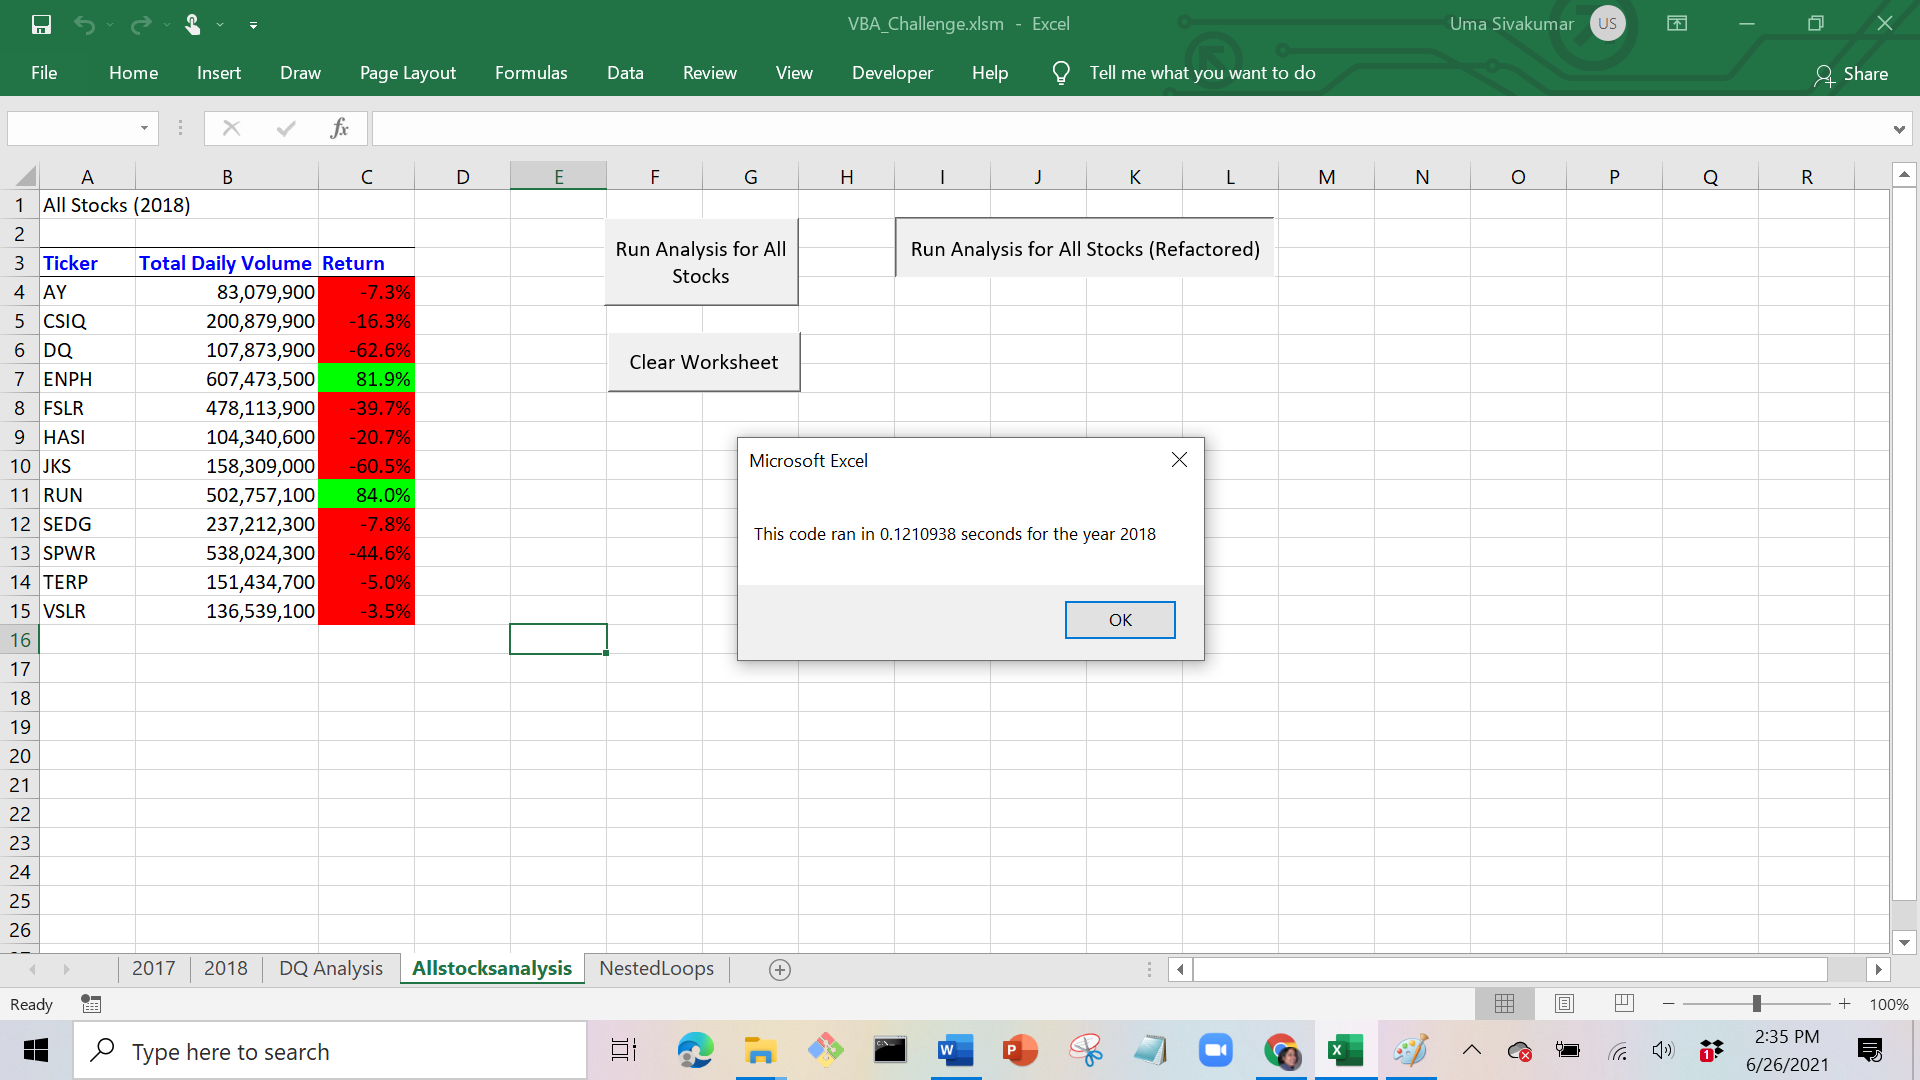 VBA_Challenge.xlsm - Excel
Uma Sivakumar US
File Home Insert Draw Page Layout Formulas Data Review View Developer Help Tell me what you want to do Share
fx
A B C D E F G H I J K L M N O P Q R
1 All Stocks (2018)
2
3 Ticker Total Daily Volume Return
4 AY 83,079,900 -7.3%
5 CSIQ 200,879,900 -16.3%
6 DQ 107,873,900 -62.6%
7 ENPH 607,473,500 81.9%
8 FSLR 478,113,900 -39.7%
9 HASI 104,340,600 -20.7%
10 JKS 158,309,000 -60.5%
11 RUN 502,757,100 84.0%
12 SEDG 237,212,300 -7.8%
13 SPWR 538,024,300 -44.6%
14 TERP 151,434,700 -5.0%
15 VSLR 136,539,100 -3.5%
16
17
18
19
20
21
22
23
24
25
26
Run Analysis for All
Stocks
Run Analysis for All Stocks (Refactored)
Clear Worksheet
Microsoft Excel
This code ran in 0.1210938 seconds for the year 2018
OK
2017 2018 DQ Analysis Allstocksanalysis NestedLoops
Ready
100%
Type here to search
W P X 1
2:35 PM
6/26/2021